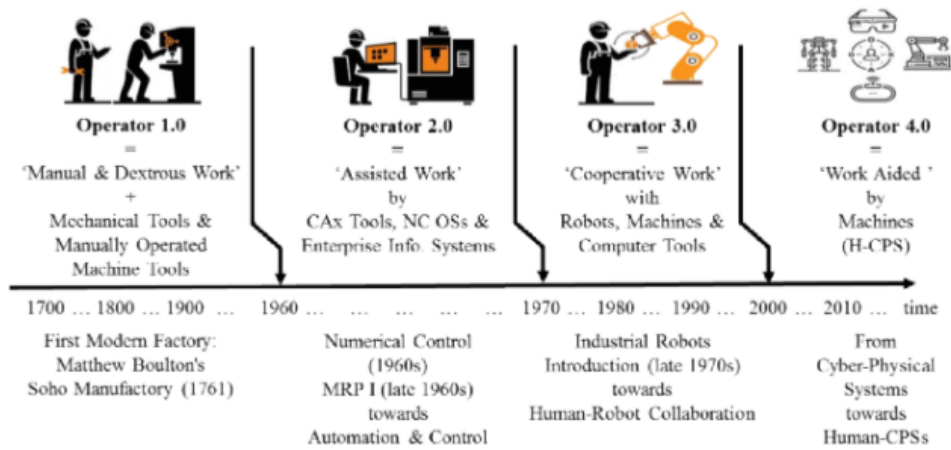 Operator 1.0
=
'Manual & Dextrous Work'
+
Mechanical Tools &
Manually Operated
Machine Tools
Operator 2.0
=
'Assisted Work'
by
CAx Tools, NC OSs &
Enterprise Info. Systems
Operator 3.0
=
'Cooperative Work'
with
Robots, Machines &
Computer Tools
Operator 4.0
=
'Work Aided '
by
Machines
(H-CPS)
1700 ... 1800 ... 1900 ... 1960 ... ... ... ... 1970 ... 1980 ... 1990 ... 2000 ... 2010 ... time
First Modern Factory:
Matthew Boulton's
Soho Manufactory (1761)
Numerical Control
(1960s)
MRP I (late 1960s)
towards
Automation & Control
Industrial Robots
Introduction (late 1970s)
towards
Human-Robot Collaboration
From
Cyber-Physical
Systems
towards
Human-CPSs